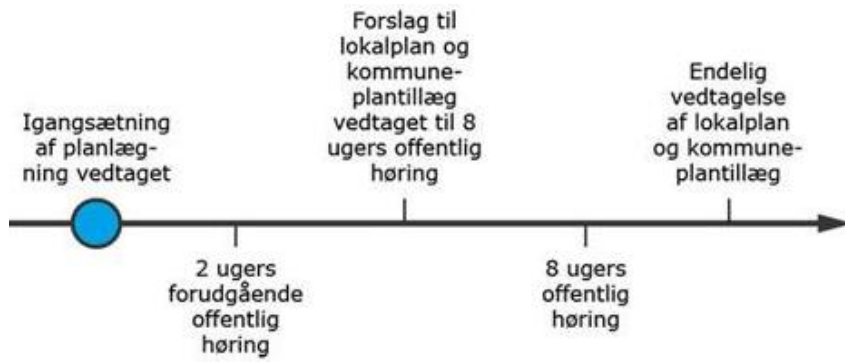 Igangsætning
af planlæg-
ning vedtaget
2 ugers
forudgående
offentlig
høring
Forslag til
lokalplan og
kommune-
plantillæg
vedtaget til 8
ugers offentlig
høring
8 ugers
offentlig
høring
Endelig
vedtagelse
af lokalplan
og kommune-
plantillæg